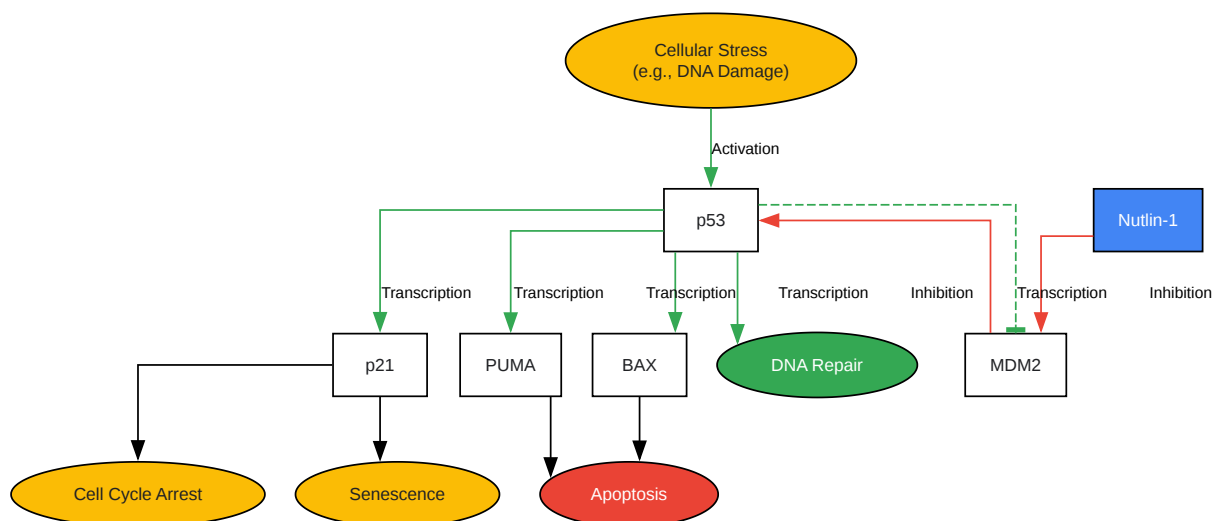 Cellular Stress
(e.g., DNA Damage)
Activation
p53
Nutlin-1
Transcription
Transcription
Transcription
Transcription
Inhibition
Transcription
Inhibition
p21
PUMA
BAX
DNA Repair
MDM2
Cell Cycle Arrest
Senescence
Apoptosis